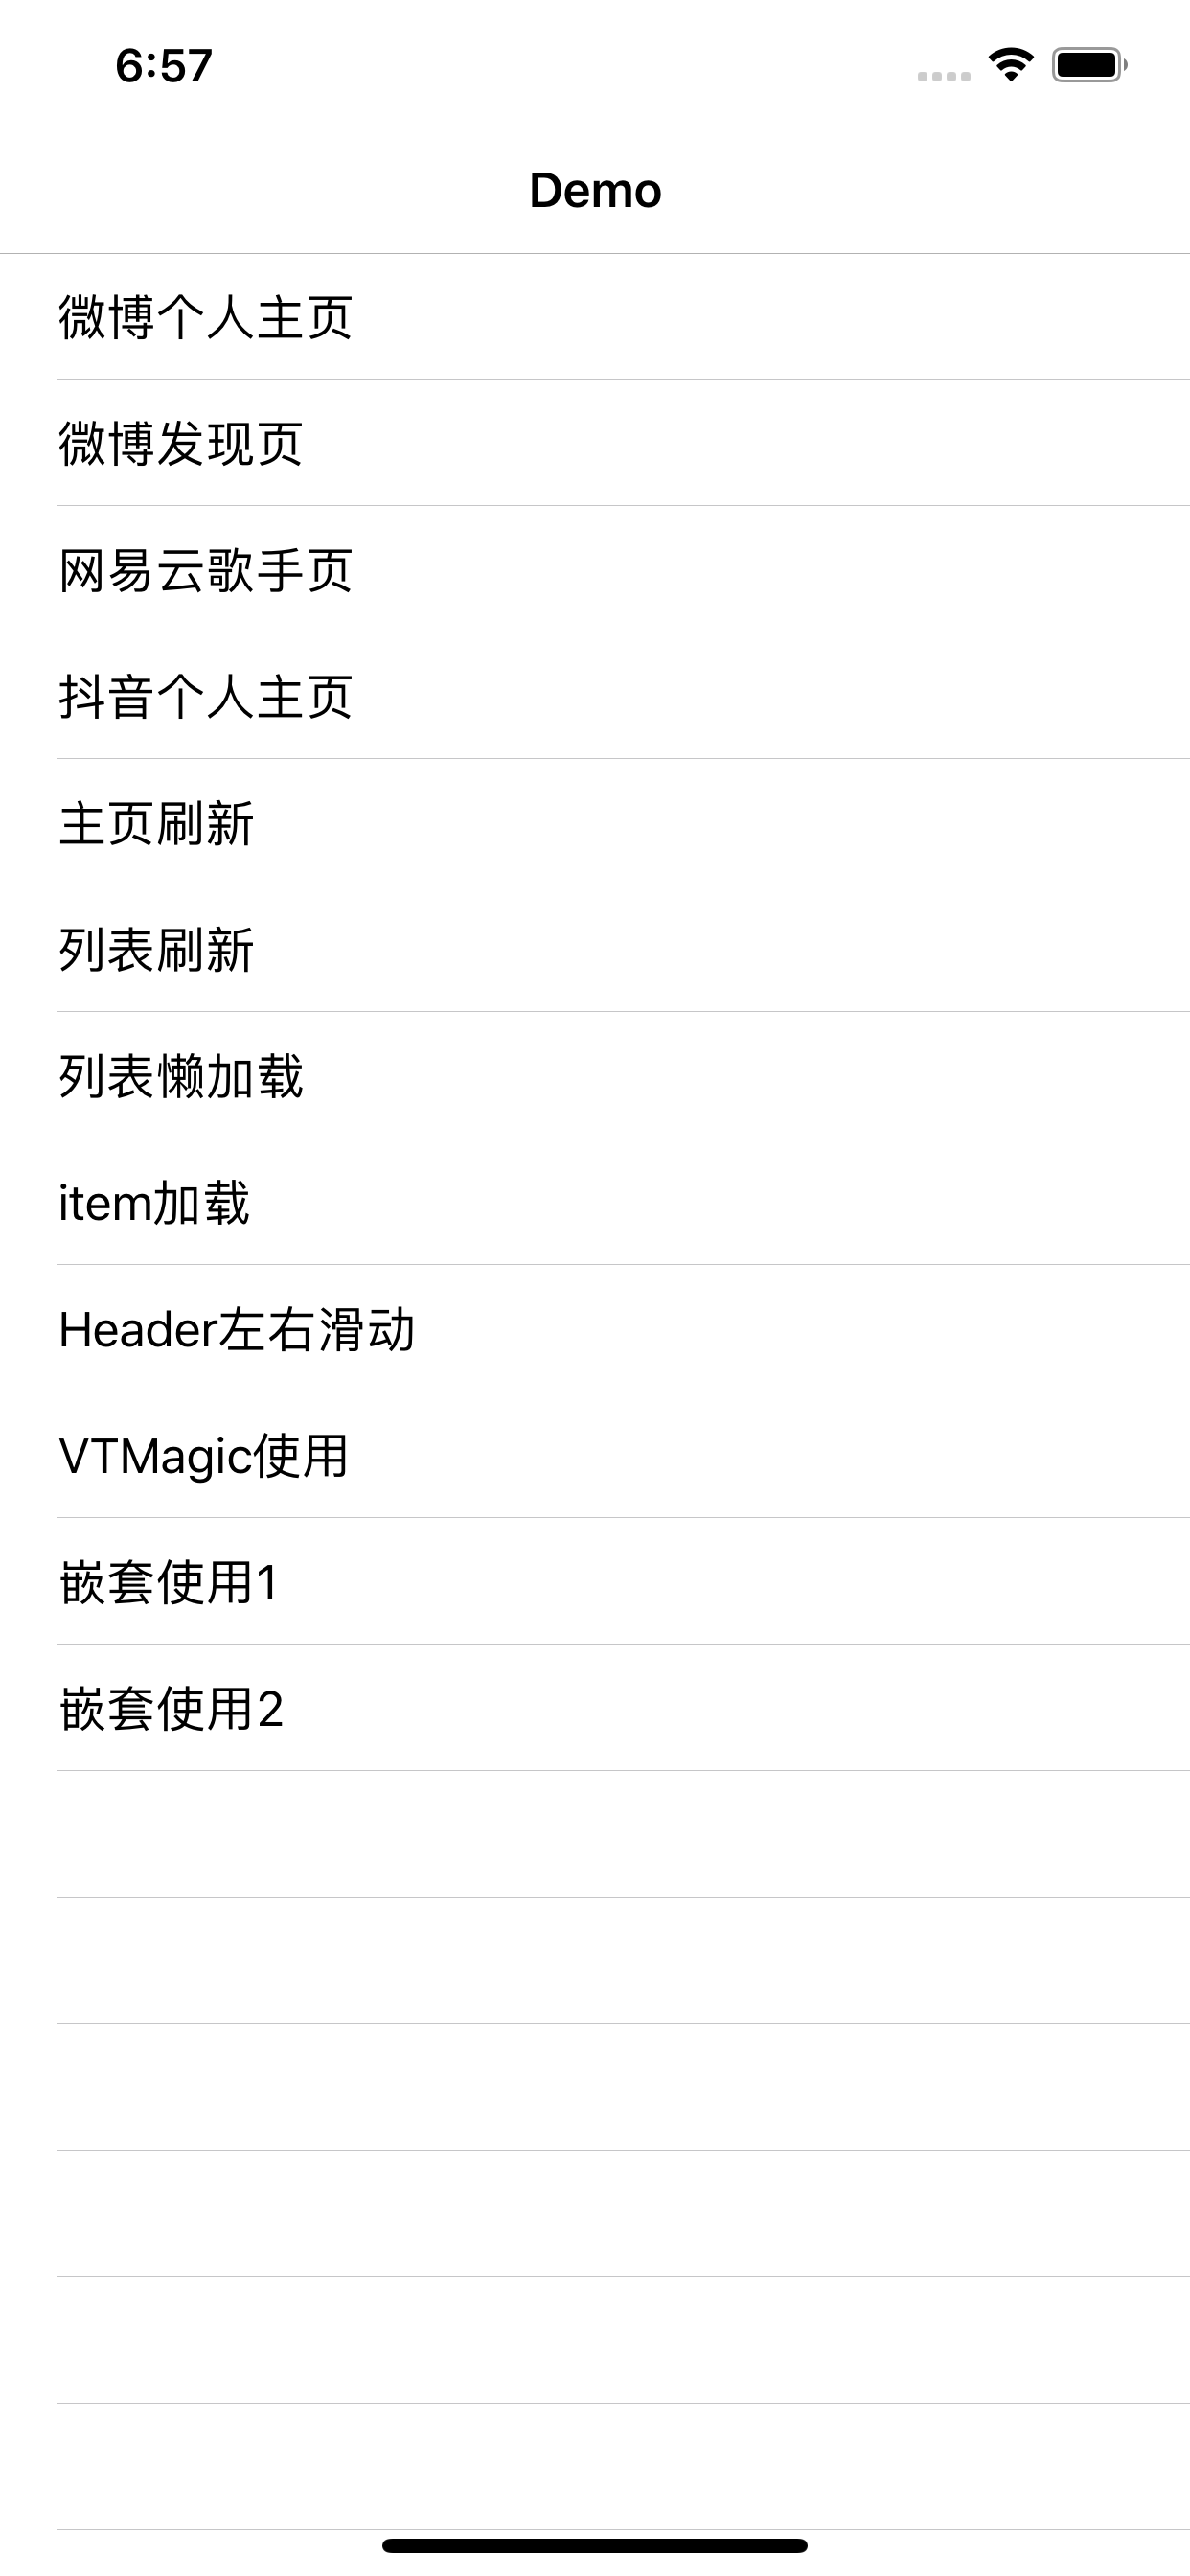 6:57
Demo
微博个人主页
微博发现页
网易云歌手页
抖音个人主页
主页刷新
列表刷新
列表懒加载
item加载
Header左右滑动
VTMagic使用
嵌套使用1
嵌套使用2